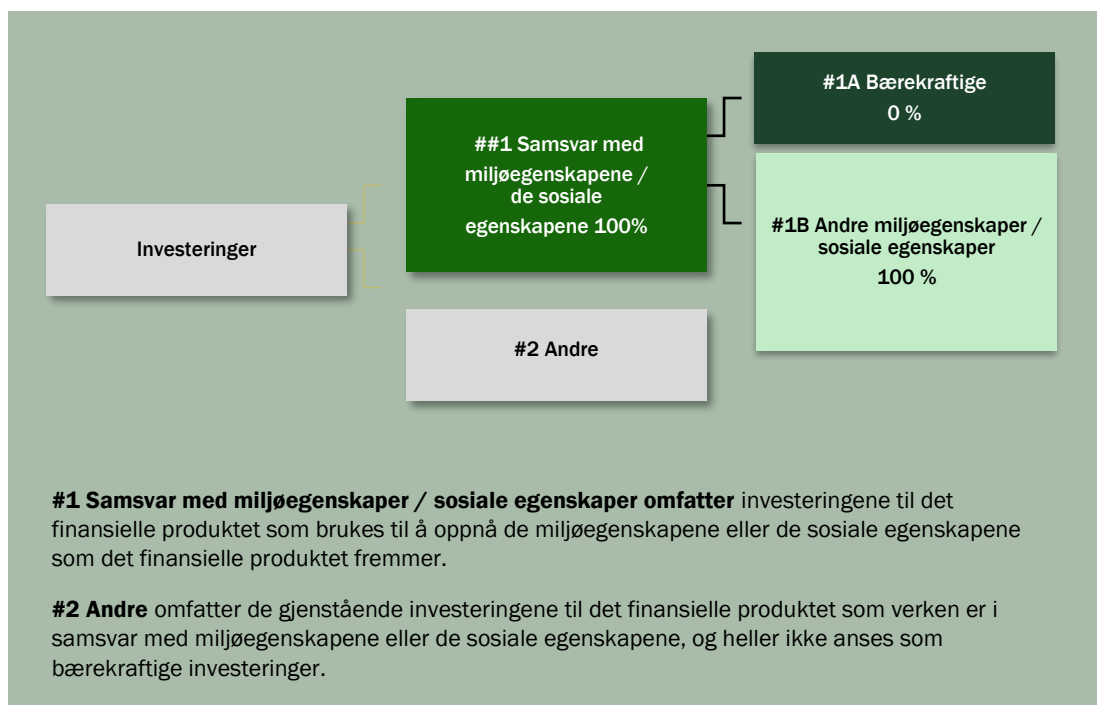 #1A Bærekraftige
0 %
##1 Samsvar med
miljøegenskapene /
de sosiale
egenskapene 100%
#1B Andre miljøegenskaper /
sosiale egenskaper
100 %
Investeringer
#2 Andre
#1 Samsvar med miljøegenskaper / sosiale egenskaper omfatter investeringene til det
finansielle produktet som brukes til å oppnå de miljøegenskapene eller de sosiale egenskapene
som det finansielle produktet fremmer.
#2 Andre omfatter de gjenstående investeringene til det finansielle produktet som verken er i
samsvar med miljøegenskapene eller de sosiale egenskapene, og heller ikke anses som
bærekraftige investeringer.